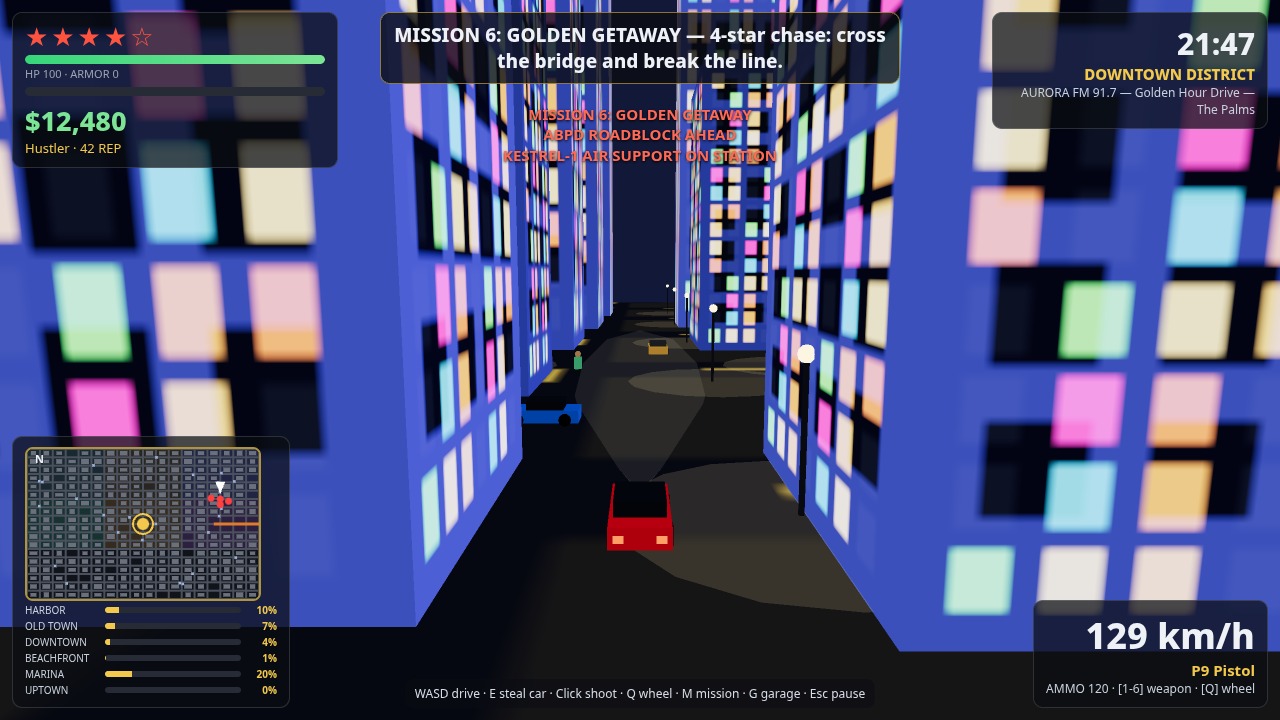 ★★★★☆
HP 100 · ARMOR 0
$12,480
Hustler · 42 REP
MISSION 6: GOLDEN GETAWAY — 4-star chase: cross
the bridge and break the line.
MISSION 6: GOLDEN GETAWAY
ABPD ROADBLOCK AHEAD
KESTREL-1 AIR SUPPORT ON STATION
21:47
DOWNTOWN DISTRICT
AURORA FM 91.7 — Golden Hour Drive —
The Palms
N
HARBOR 10%
OLD TOWN 7%
DOWNTOWN 4%
BEACHFRONT 1%
MARINA 20%
UPTOWN 0%
WASD drive · E steal car · Click shoot · Q wheel · M mission · G garage · Esc pause
129 km/h
P9 Pistol
AMMO 120 · [1-6] weapon · [Q] wheel